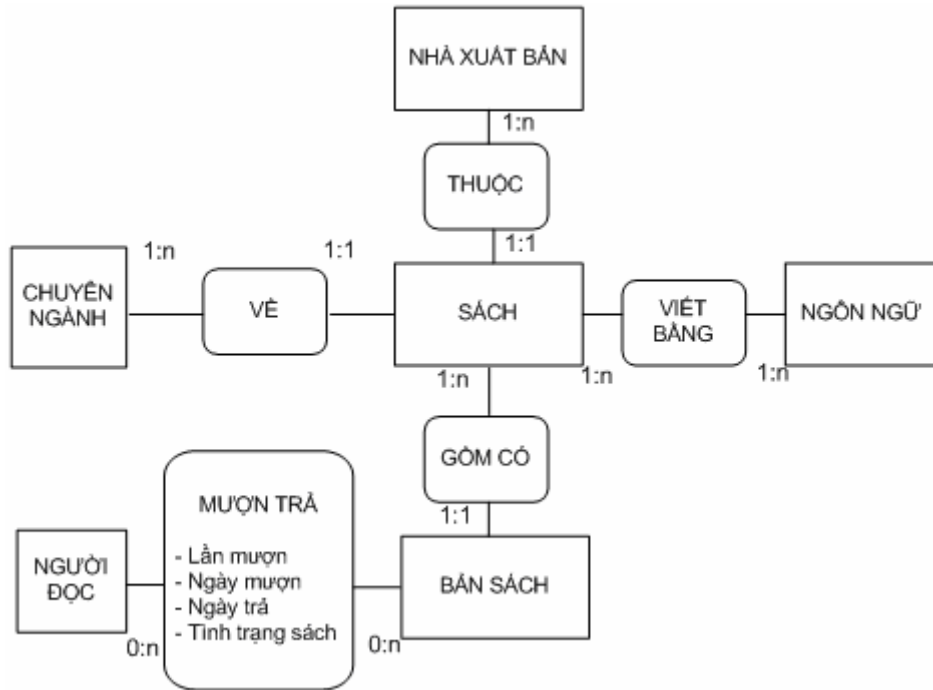 NHÀ XUẤT BẢN
1:n
THUỘC
1:1
1:n
1:1
CHUYÊN
NGÀNH
VỀ
SÁCH
VIẾT
BẰNG
NGÔN NGỮ
1:n
1:n
1:n
GỒM CÓ
1:1
MƯỢN TRẢ
- Lần mượn
- Ngày mượn
- Ngày trả
- Tình trạng sách
NGƯỜI
ĐỌC
BẢN SÁCH
0:n
0:n